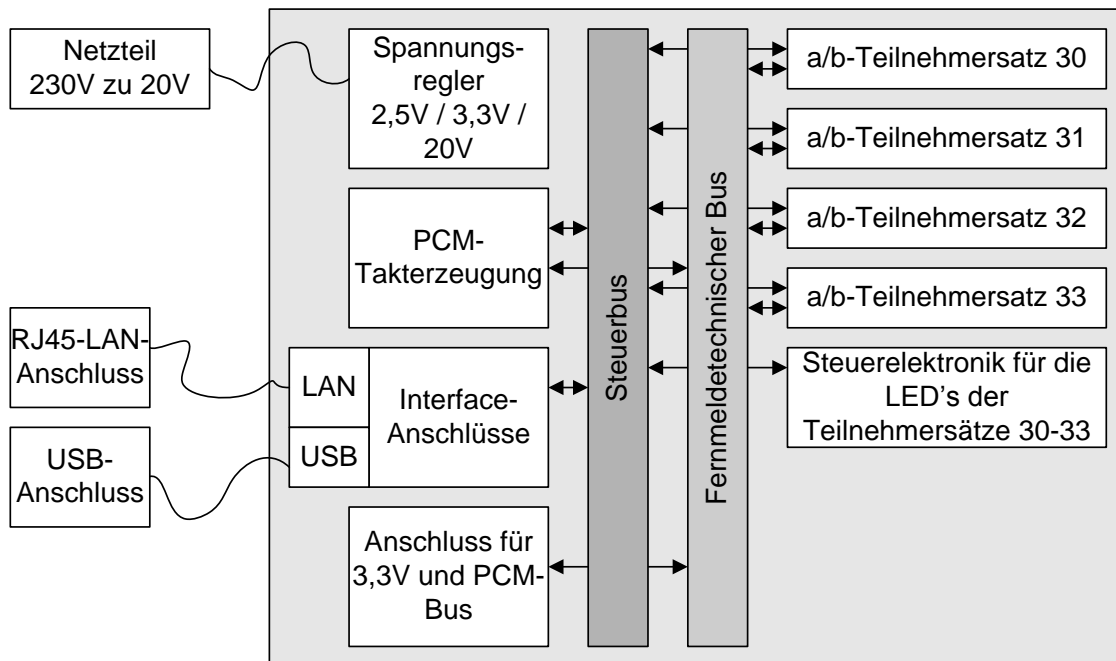 Netzteil
230V zu 20V
Spannungs-
regler
2,5V / 3,3V /
20V
PCM-
Takterzeugung
RJ45-LAN-
Anschluss
LAN
Interface-
Anschlüsse
USB
USB-
Anschluss
Anschluss für
3,3V und PCM-
Bus
Steuerbus
Fernmeldetechnischer Bus
a/b-Teilnehmersatz 30
a/b-Teilnehmersatz 31
a/b-Teilnehmersatz 32
a/b-Teilnehmersatz 33
Steuerelektronik für die
LED’s der
Teilnehmersätze 30-33